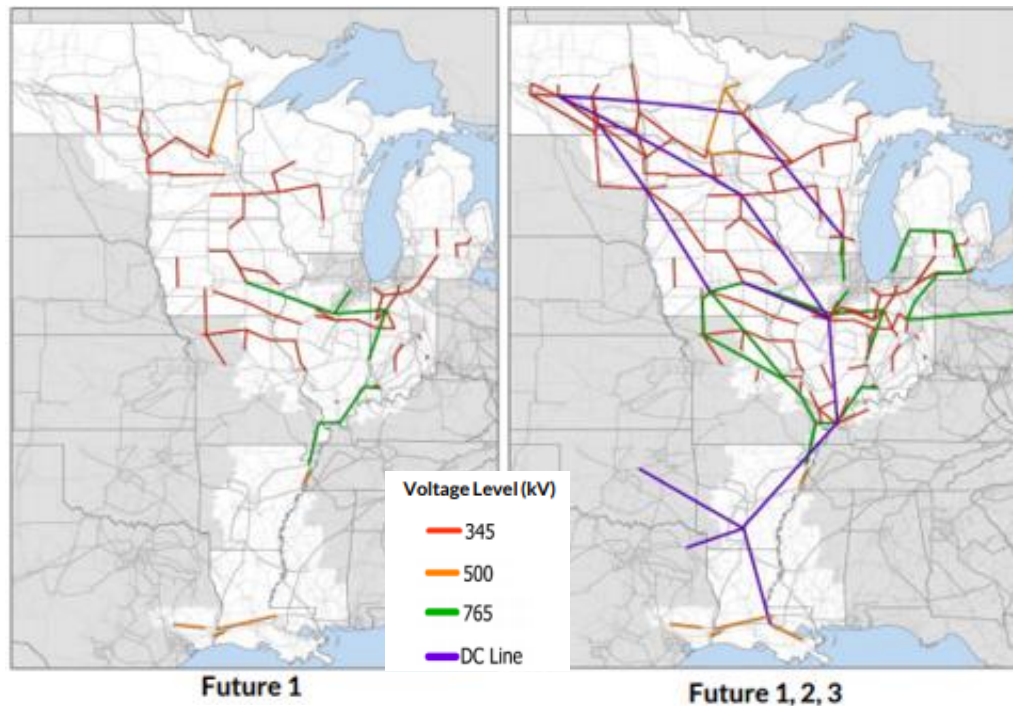 Voltage Level (kV)
345
500
765
DC Line
Future 1
Future 1, 2, 3